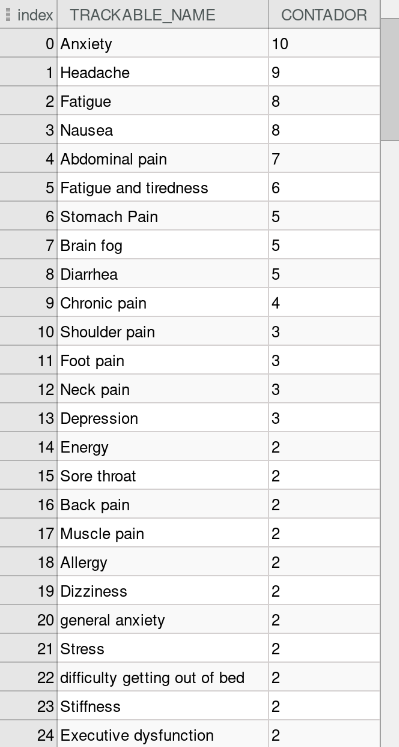 index TRACKABLE_NAME CONTADOR
0 Anxiety 10
1 Headache 9
2 Fatigue 8
3 Nausea 8
4 Abdominal pain 7
5 Fatigue and tiredness 6
6 Stomach Pain 5
7 Brain fog 5
8 Diarrhea 5
9 Chronic pain 4
10 Shoulder pain 3
11 Foot pain 3
12 Neck pain 3
13 Depression 3
14 Energy 2
15 Sore throat 2
16 Back pain 2
17 Muscle pain 2
18 Allergy 2
19 Dizziness 2
20 general anxiety 2
21 Stress 2
22 difficulty getting out of bed 2
23 Stiffness 2
24 Executive dysfunction 2